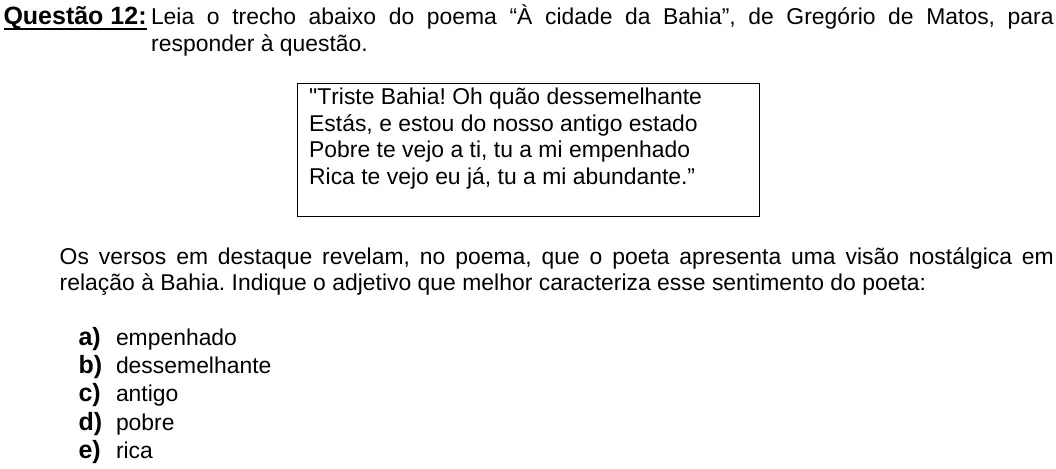 Questão 12: Leia o trecho abaixo do poema “À cidade da Bahia”, de Gregório de Matos, para
responder à questão.
"Triste Bahia! Oh quão dessemelhante
Estás, e estou do nosso antigo estado
Pobre te vejo a ti, tu a mi empenhado
Rica te vejo eu já, tu a mi abundante.”
Os versos em destaque revelam, no poema, que o poeta apresenta uma visão nostálgica em
relação à Bahia. Indique o adjetivo que melhor caracteriza esse sentimento do poeta:
a) empenhado
b) dessemelhante
c) antigo
d) pobre
e) rica